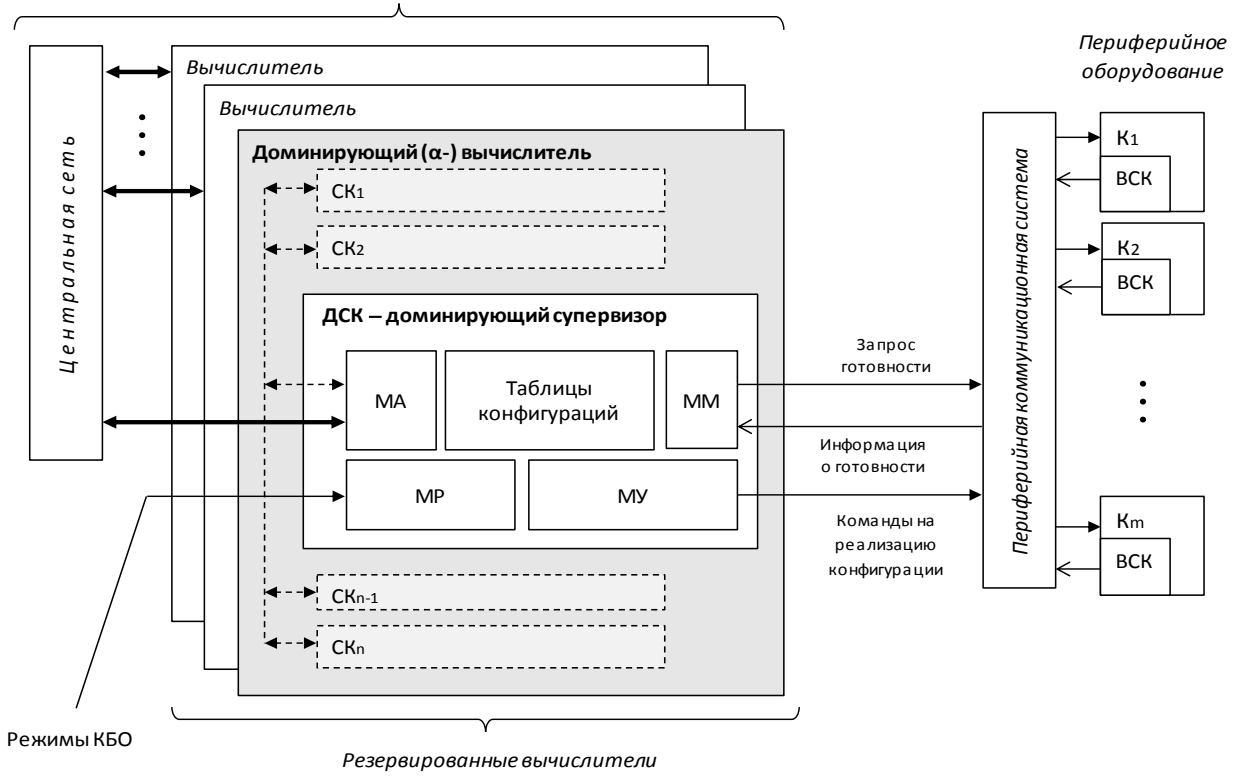 Периферийное
оборудование
Вычислитель
Вычислитель
Доминирующий (α-) вычислитель
Центральная сеть
СК1
СК2
ДСК – доминирующий супервизор
МА
Таблицы
конфигураций
ММ
МР
МУ
СКn-1
СКn
Запрос
готовности
Информация
о готовности
Команды на
реализацию
конфигурации
Периферийная коммуникационная система
К1
ВСК
К2
ВСК
Кm
ВСК
Режимы КБО
Резервированные вычислители